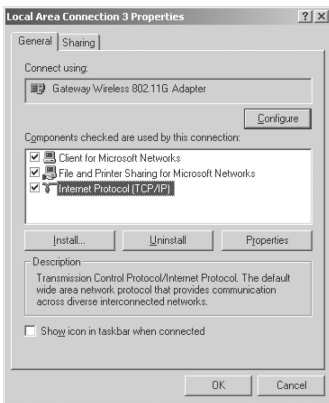 Local Area Connection 3 Properties
General Sharing
Connect using:
Gateway Wireless 802.11G Adapter
Configure
Components checked are used by this connection:
Client for Microsoft Networks
File and Printer Sharing for Microsoft Networks
Internet Protocol (TCP/IP)
Install... Uninstall Properties
Description
Transmission Control Protocol/Internet Protocol. The default
wide area network protocol that provides communication
across diverse interconnected networks.
Show icon in taskbar when connected
OK Cancel